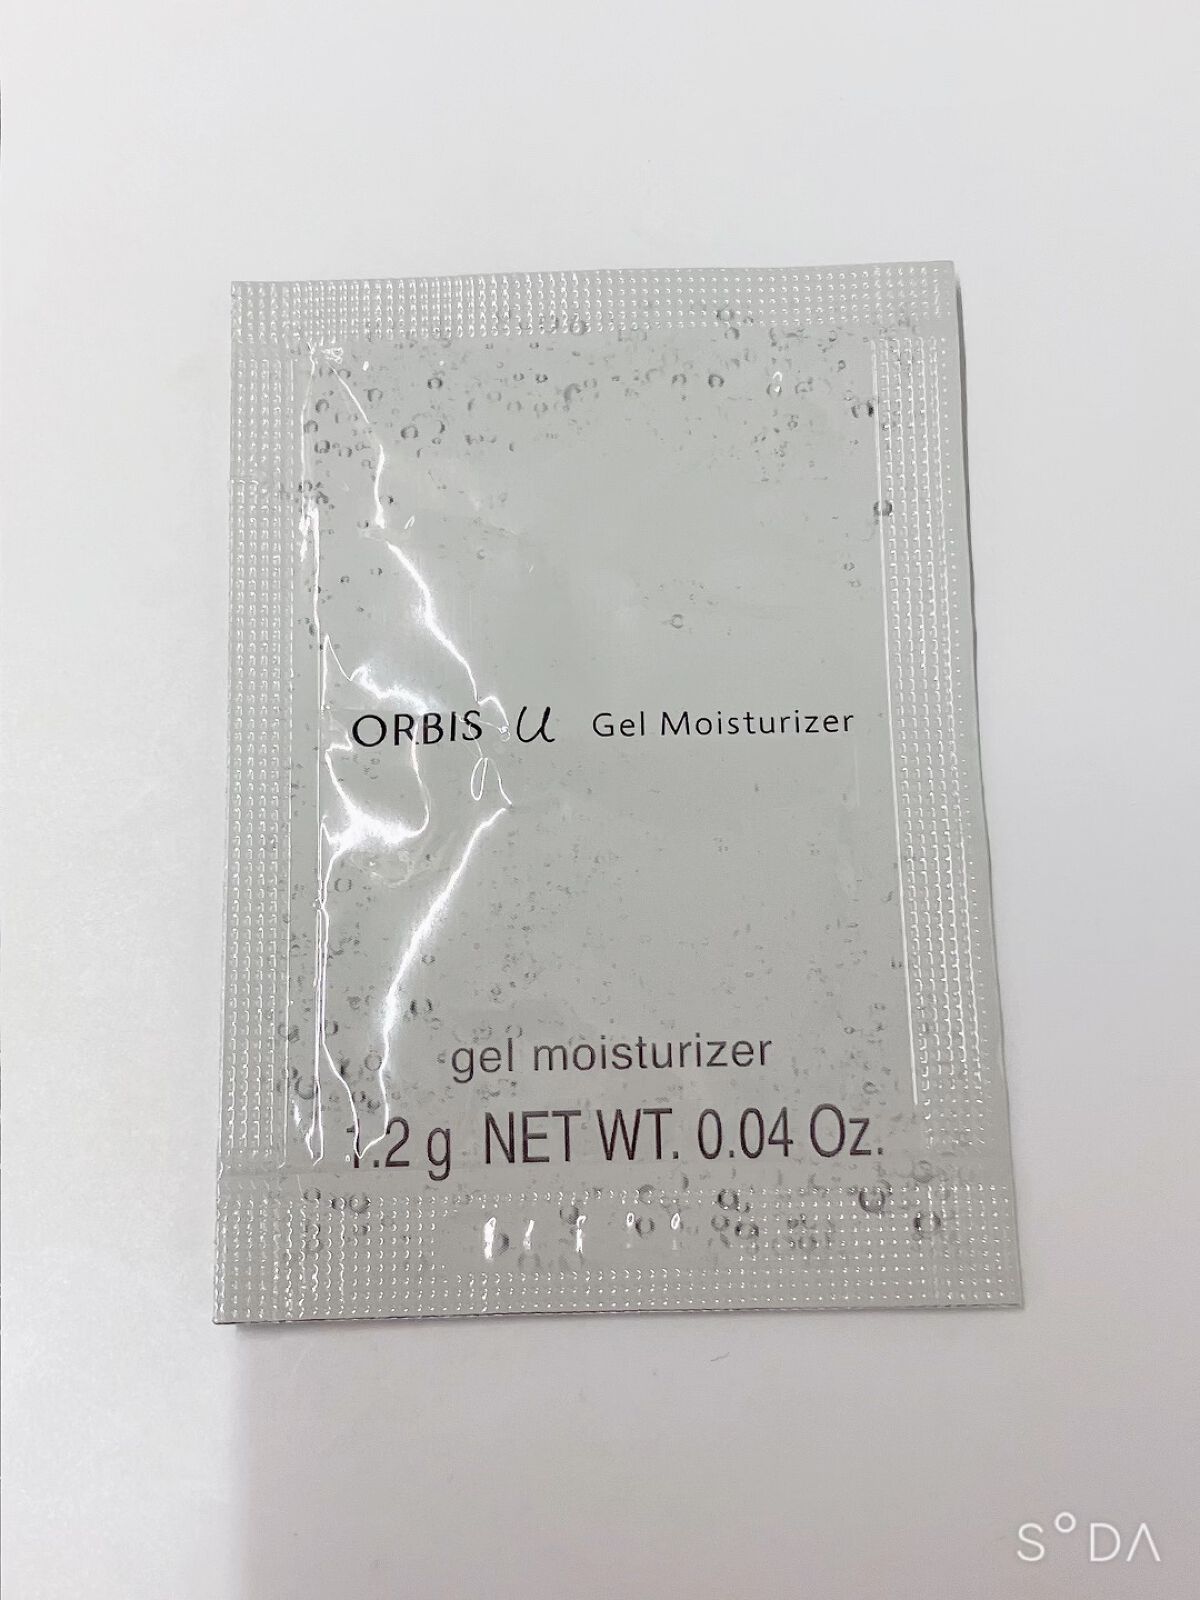 ORBIS u Gel Moisturizer
gel moisturizer
1.2 g NET WT. 0.04 Oz.
SODA